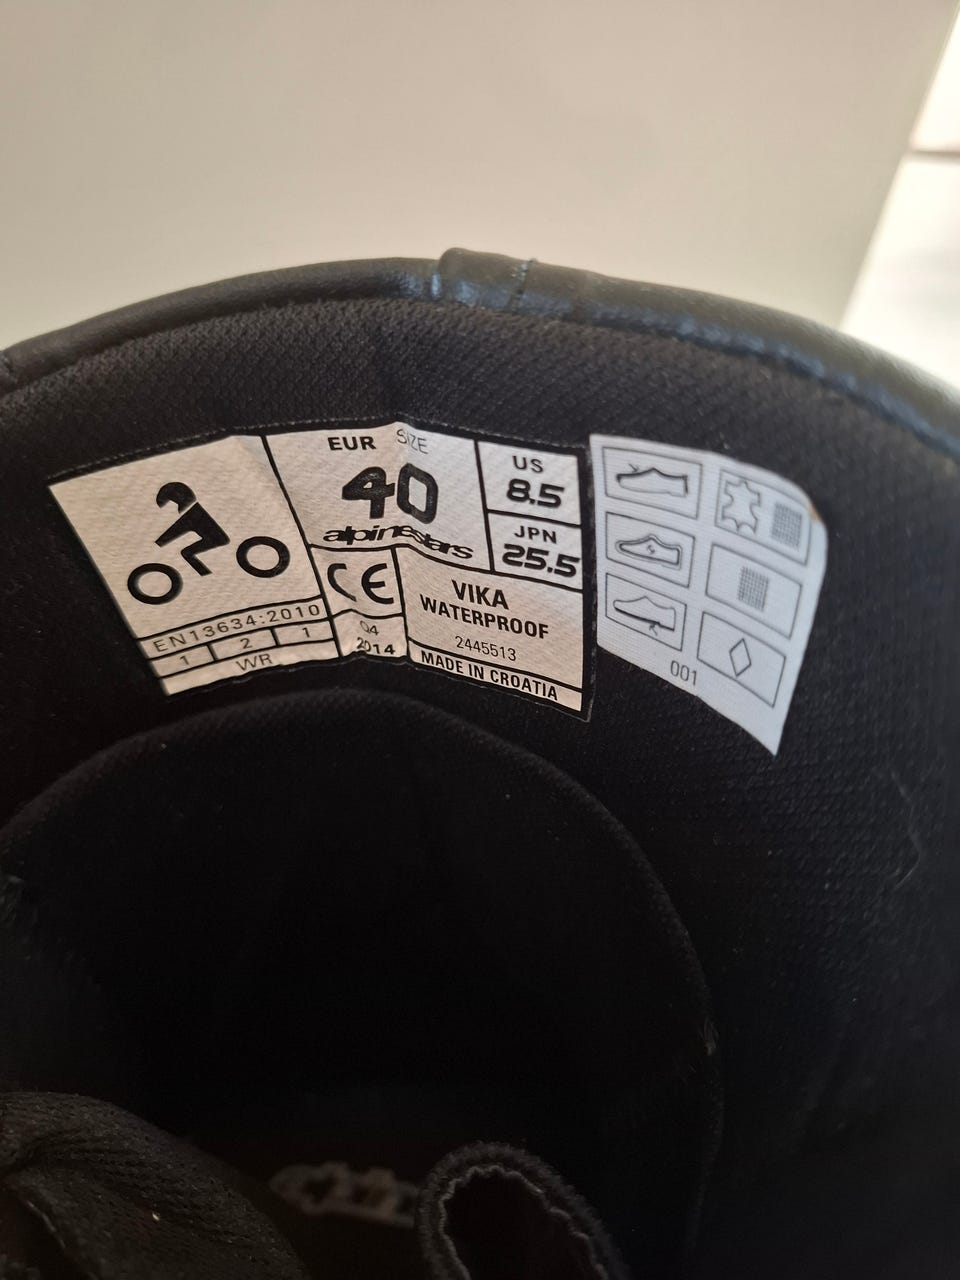 EUR SIZE
40
alpinestars
US
8.5
JPN
25.5
CE
04
2014
VIKA
WATERPROOF
2445513
MADE IN CROATIA
EN13634:2010
1 2 1
WR
001